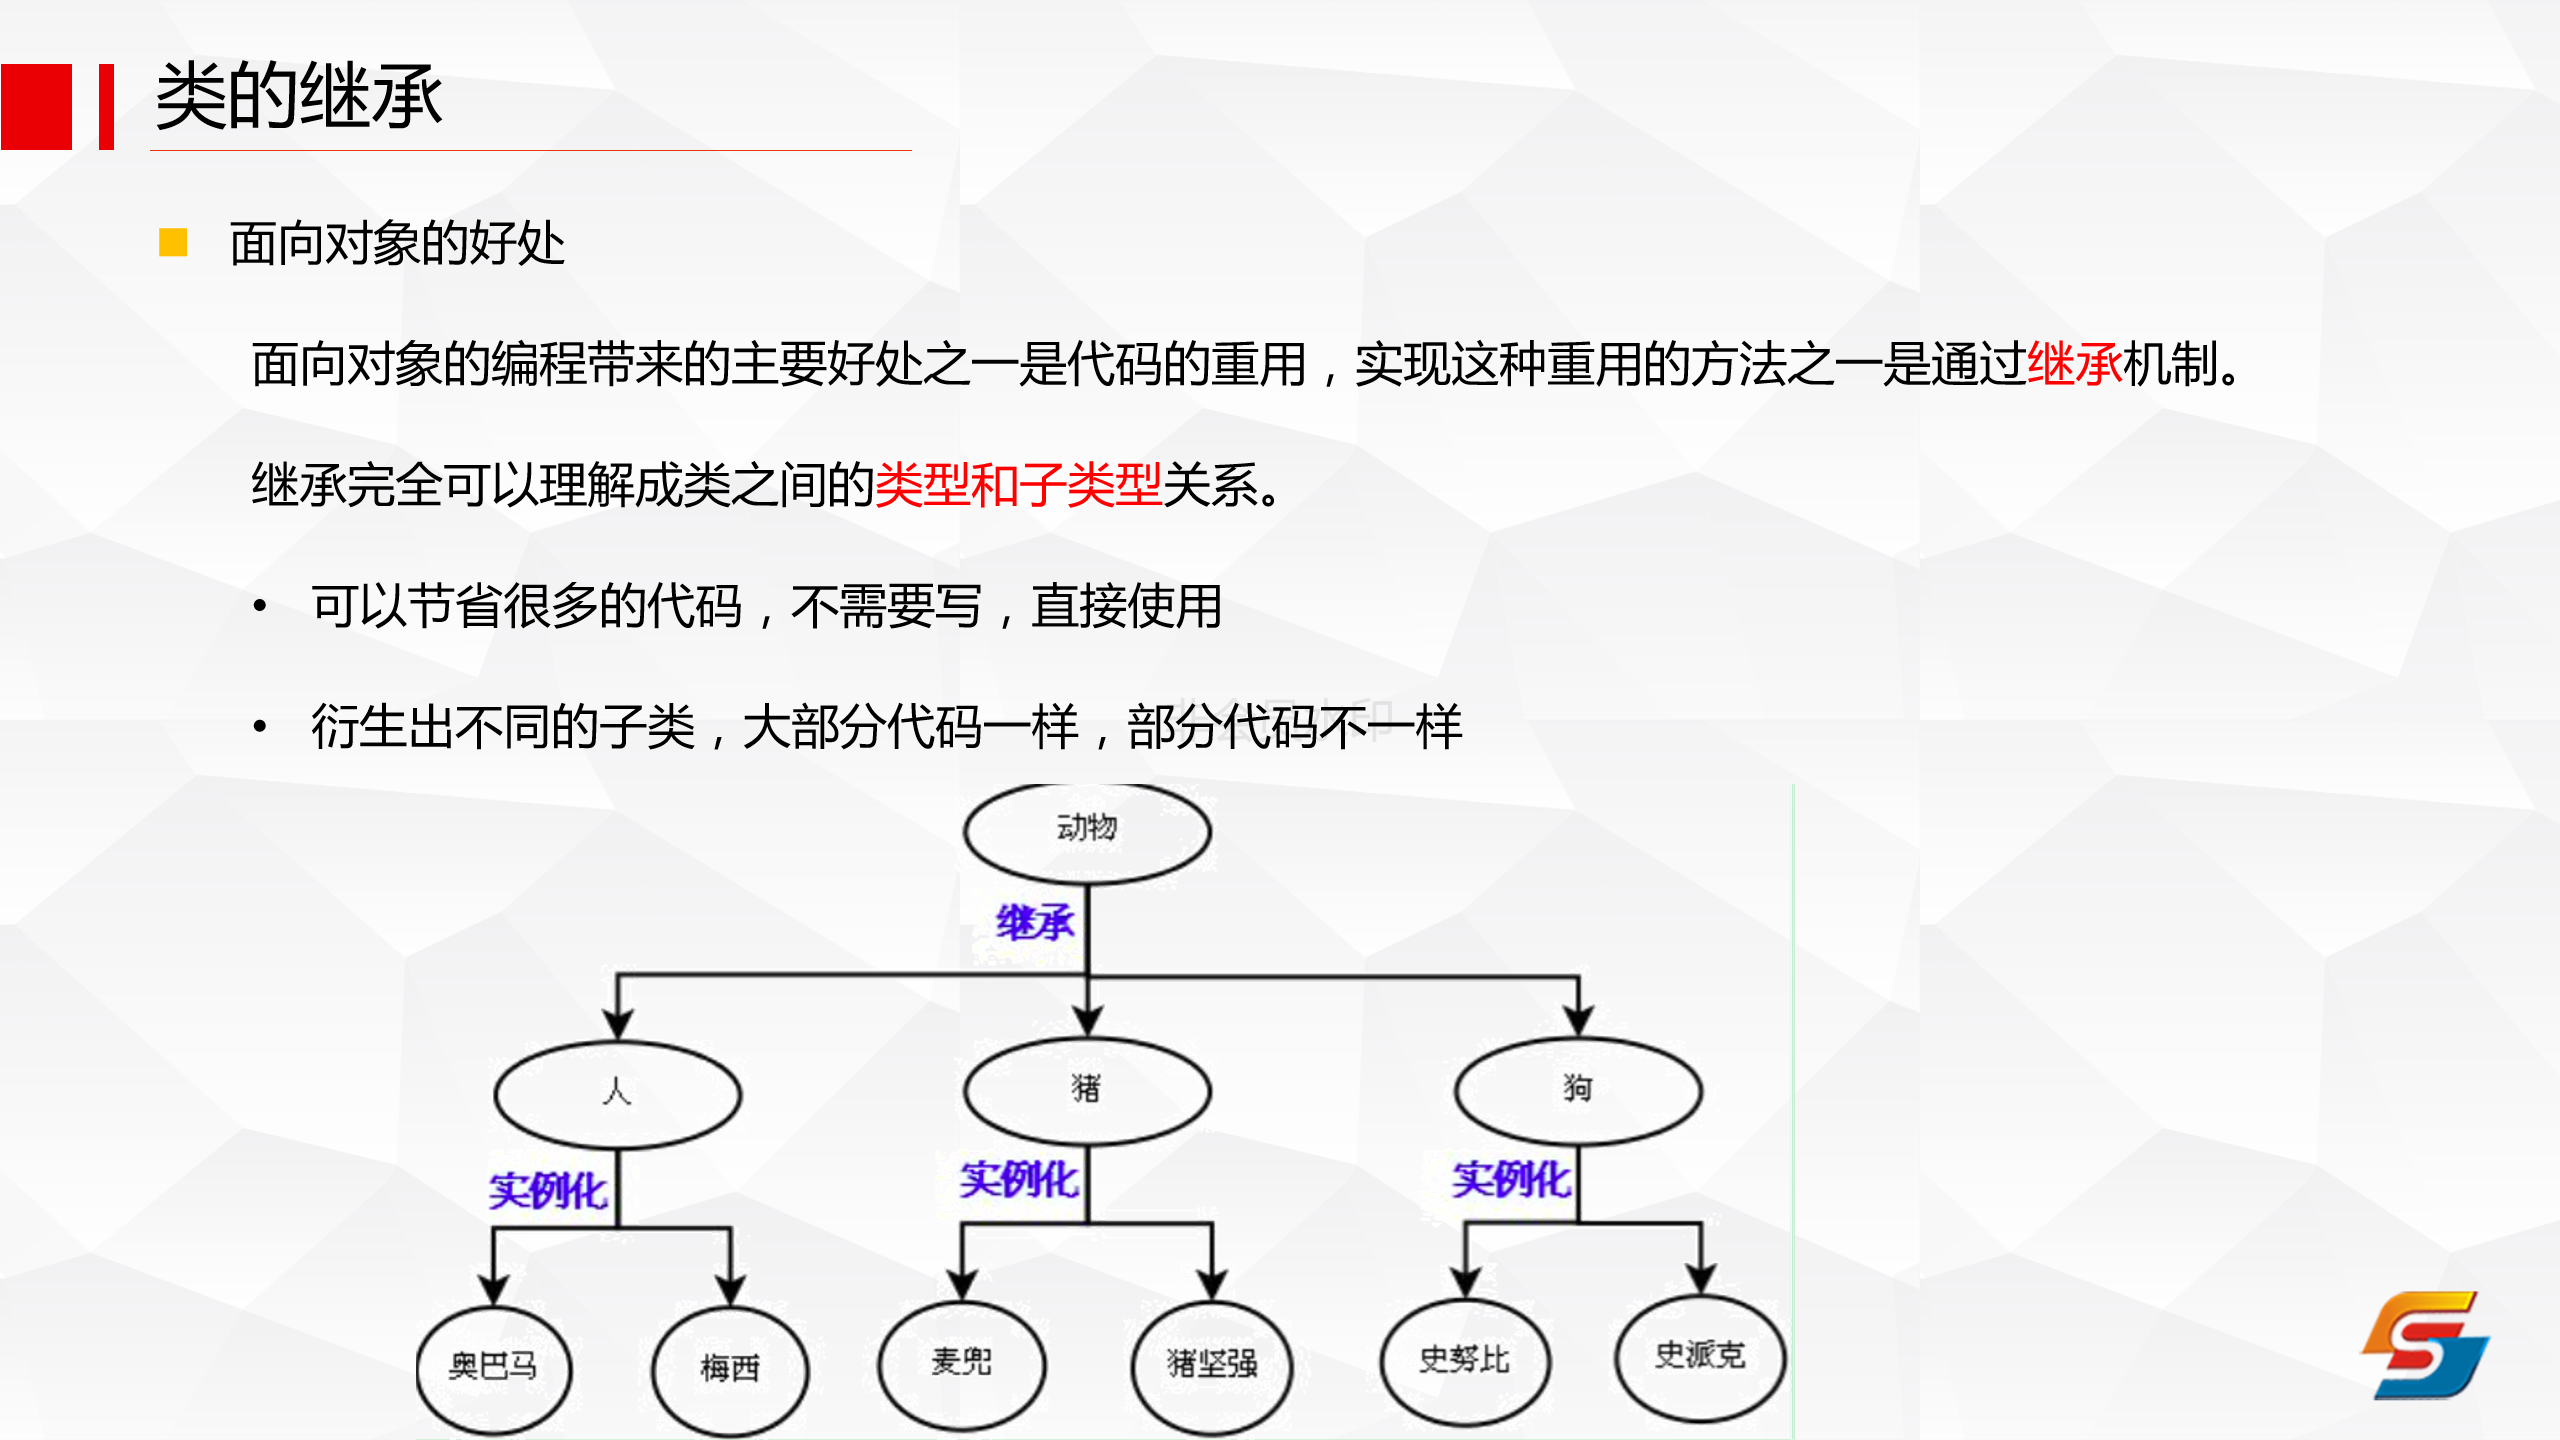 类的继承
面向对象的好处
面向对象的编程带来的主要好处之一是代码的重用，实现这种重用的方法之一是通过继承机制。
继承完全可以理解成类之间的类型和子类型关系。
• 可以节省很多的代码，不需要写，直接使用
• 衍生出不同的子类，大部分代码一样，部分代码不一样
非会员水印
动物
继承
人
猪
狗
实例化
实例化
实例化
奥巴马
梅西
麦兜
猪坚强
史努比
史派克